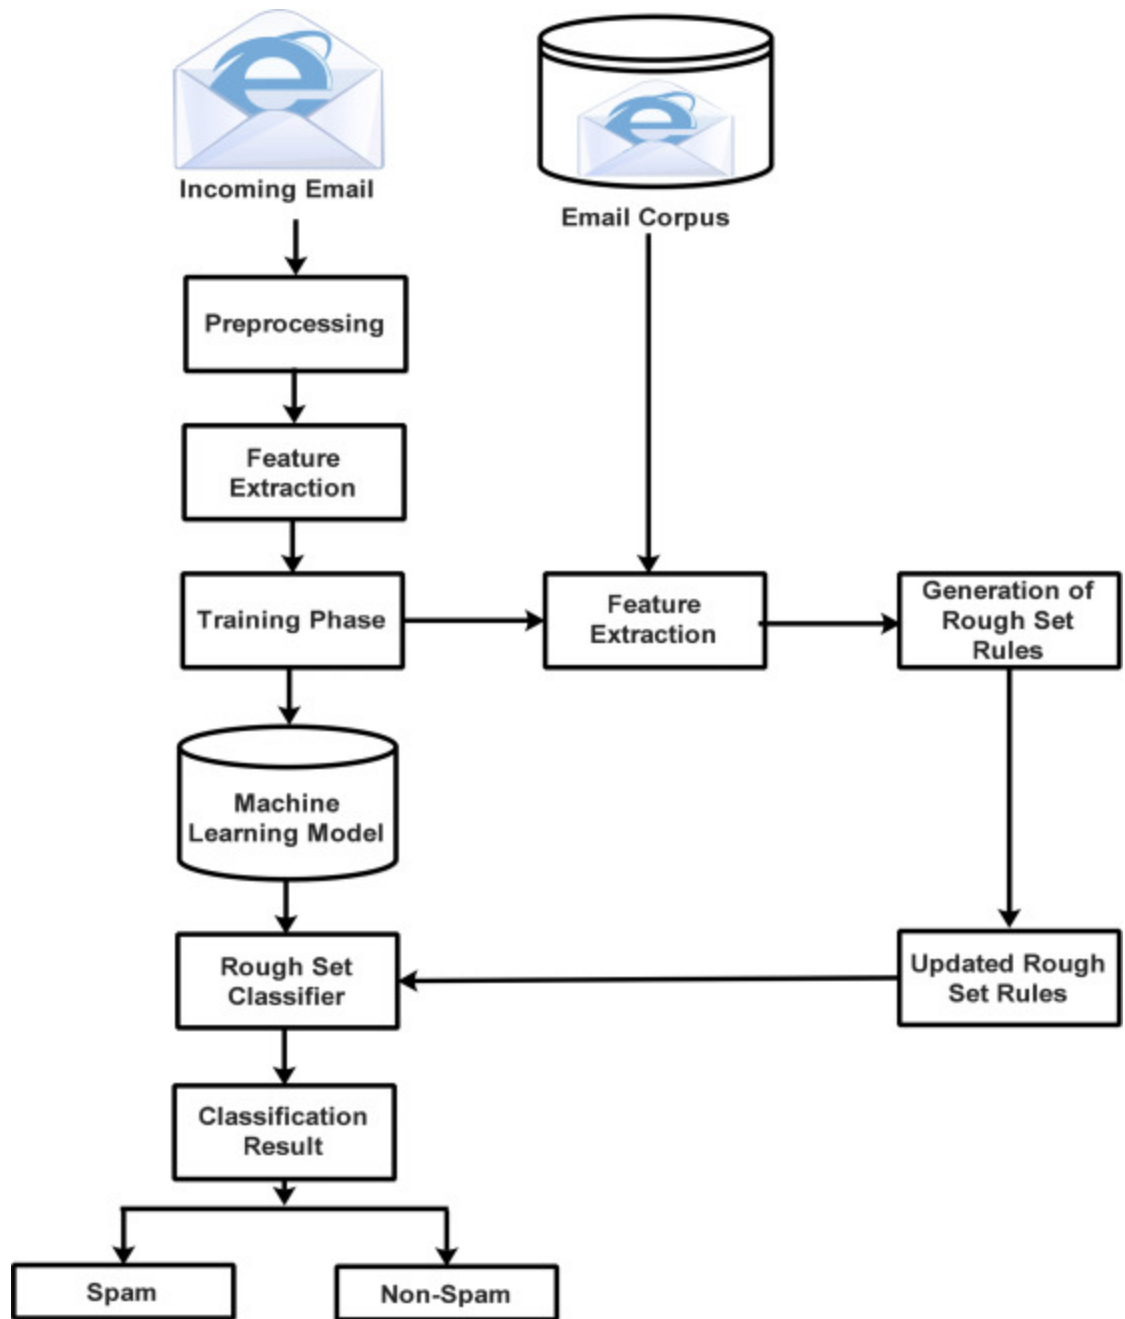 Incoming Email
Email Corpus
Preprocessing
Feature
Extraction
Training Phase
Feature
Extraction
Generation of
Rough Set
Rules
Machine
Learning Model
Rough Set
Classifier
Updated Rough
Set Rules
Classification
Result
Spam
Non-Spam